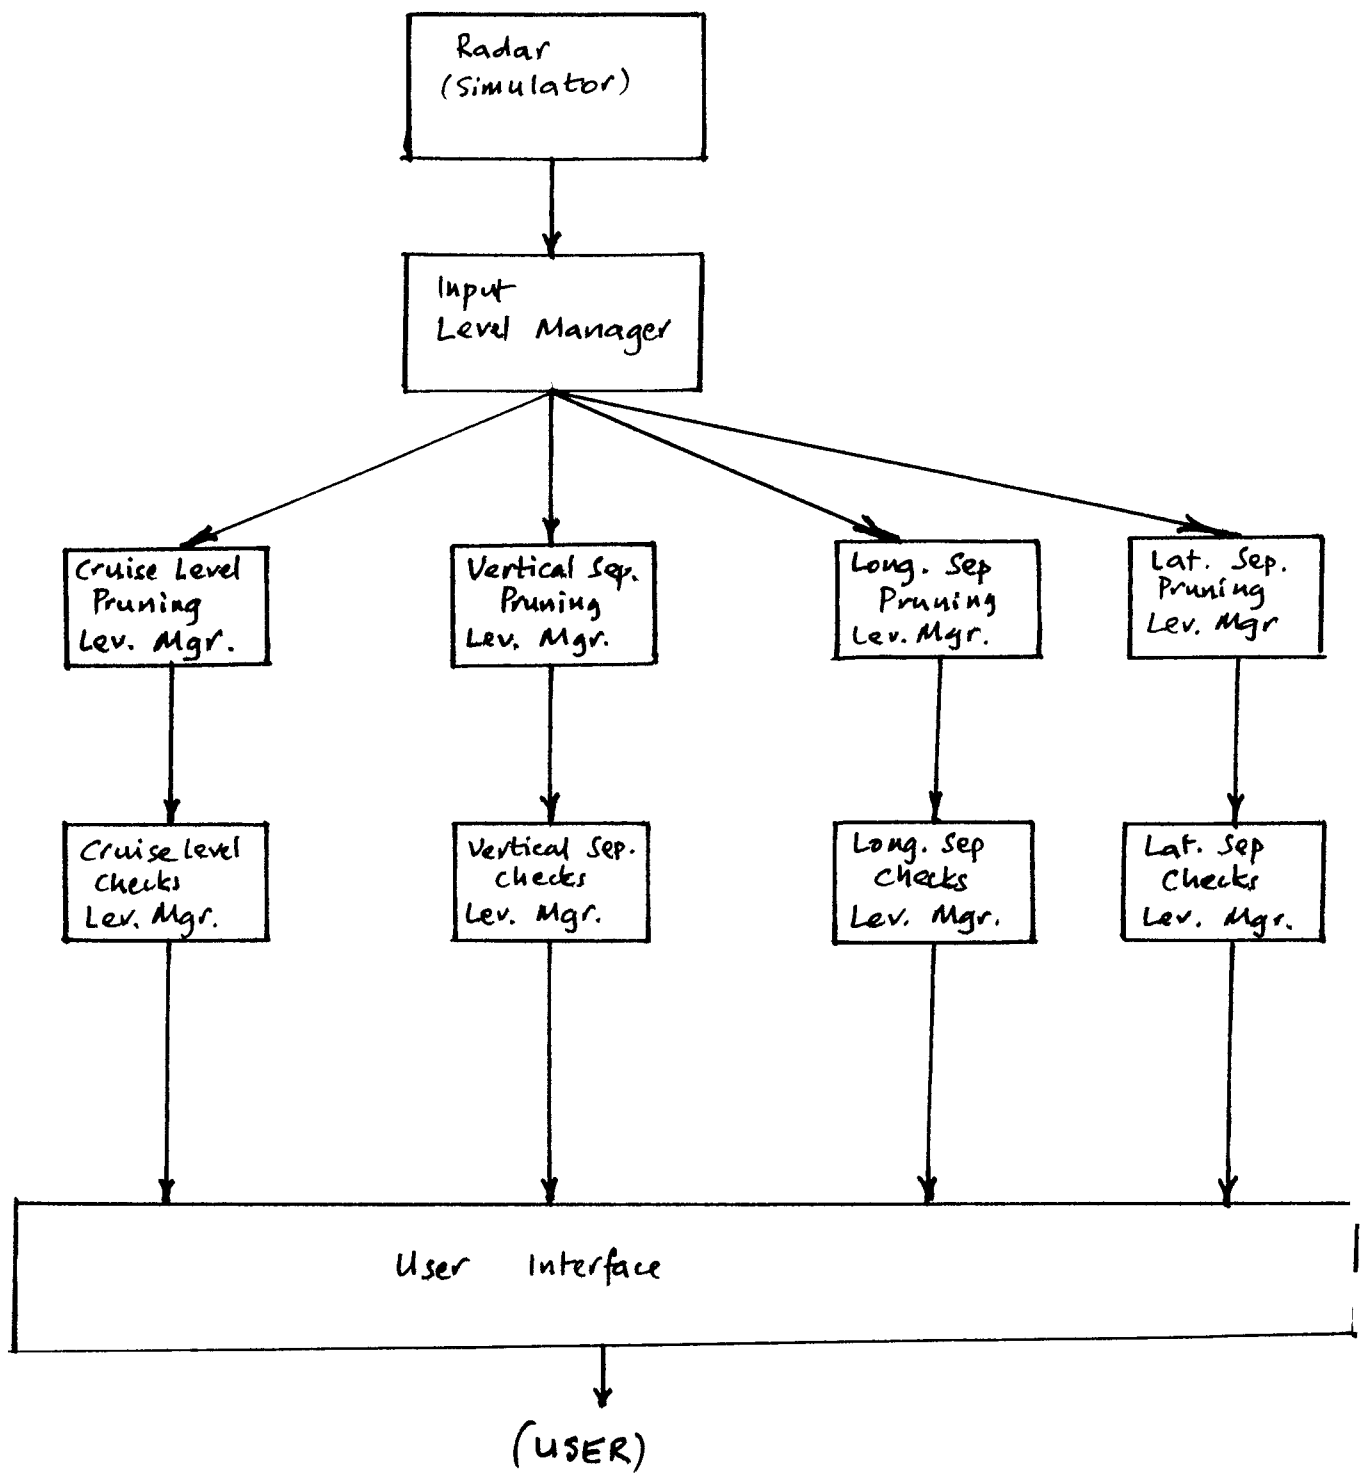 Radar
(Simulator)
Input
Level Manager
Cruise Level
Pruning
Lev. Mgr.
Vertical Sep.
Pruning
Lev. Mgr.
Long. Sep
Pruning
Lev. Mgr.
Lat. Sep.
Pruning
Lev. Mgr
Cruise Level
Checks
Lev. Mgr.
Vertical Sep.
Checks
Lev. Mgr.
Long. Sep
Checks
Lev. Mgr.
Lat. Sep
Checks
Lev. Mgr.
User Interface
(USER)